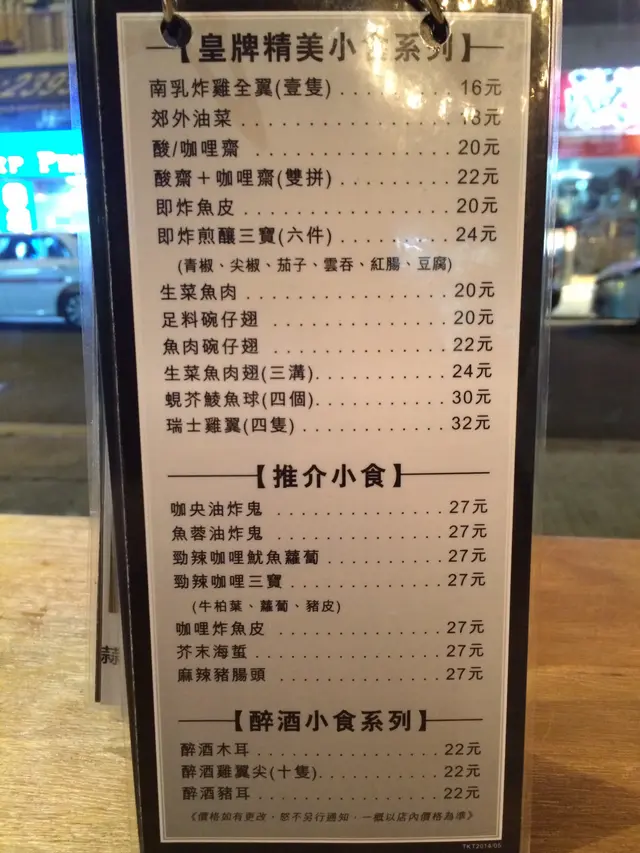 【皇牌精美小食系列】
南乳炸雞全翼(壹隻) . . . . . . . . . . 16元
郊外油菜 . . . . . . . . . . . . . . . . . 18元
酸/咖哩齋 . . . . . . . . . . . . . . . . 20元
酸齋＋咖哩齋(雙拼) . . . . . . . . . . 22元
即炸魚皮 . . . . . . . . . . . . . . . . . 20元
即炸煎釀三寶(六件) . . . . . . . . . . 24元
(青椒、尖椒、茄子、雲吞、紅腸、豆腐)
生菜魚肉 . . . . . . . . . . . . . . . . . 20元
足料碗仔翅 . . . . . . . . . . . . . . . 20元
魚肉碗仔翅 . . . . . . . . . . . . . . . 22元
生菜魚肉翅(三溝) . . . . . . . . . . . 24元
蜆芥鯪魚球(四個) . . . . . . . . . . . 30元
瑞士雞翼(四隻) . . . . . . . . . . . . . 32元
【推介小食】
咖央油炸鬼 . . . . . . . . . . . . . . . 27元
魚蓉油炸鬼 . . . . . . . . . . . . . . . 27元
勁辣咖哩魷魚蘿蔔 . . . . . . . . . . . 27元
勁辣咖哩三寶 . . . . . . . . . . . . . . 27元
(牛柏葉、蘿蔔、豬皮)
咖哩炸魚皮 . . . . . . . . . . . . . . . 27元
芥末海蜇 . . . . . . . . . . . . . . . . . 27元
麻辣豬腸頭 . . . . . . . . . . . . . . . 27元
【醉酒小食系列】
醉酒木耳 . . . . . . . . . . . . . . . . . 22元
醉酒雞翼尖(十隻) . . . . . . . . . . . 22元
醉酒豬耳 . . . . . . . . . . . . . . . . . 22元
《價格如有更改，恕不另行通知，一概以店內價格為準》
TKT2014/05
蒜